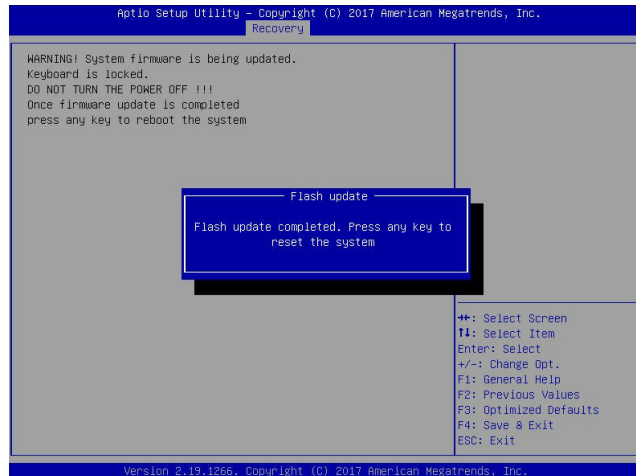 Aptio Setup Utility – Copyright (C) 2017 American Megatrends, Inc.
Recovery
WARNING! System firmware is being updated.
Keyboard is locked.
DO NOT TURN THE POWER OFF !!!
Once firmware update is completed
press any key to reboot the system
Flash update
Flash update completed. Press any key to
reset the system
→←: Select Screen
↑↓: Select Item
Enter: Select
+/-: Change Opt.
F1: General Help
F2: Previous Values
F3: Optimized Defaults
F4: Save & Exit
ESC: Exit
Version 2.19.1266. Copyright (C) 2017 American Megatrends, Inc.